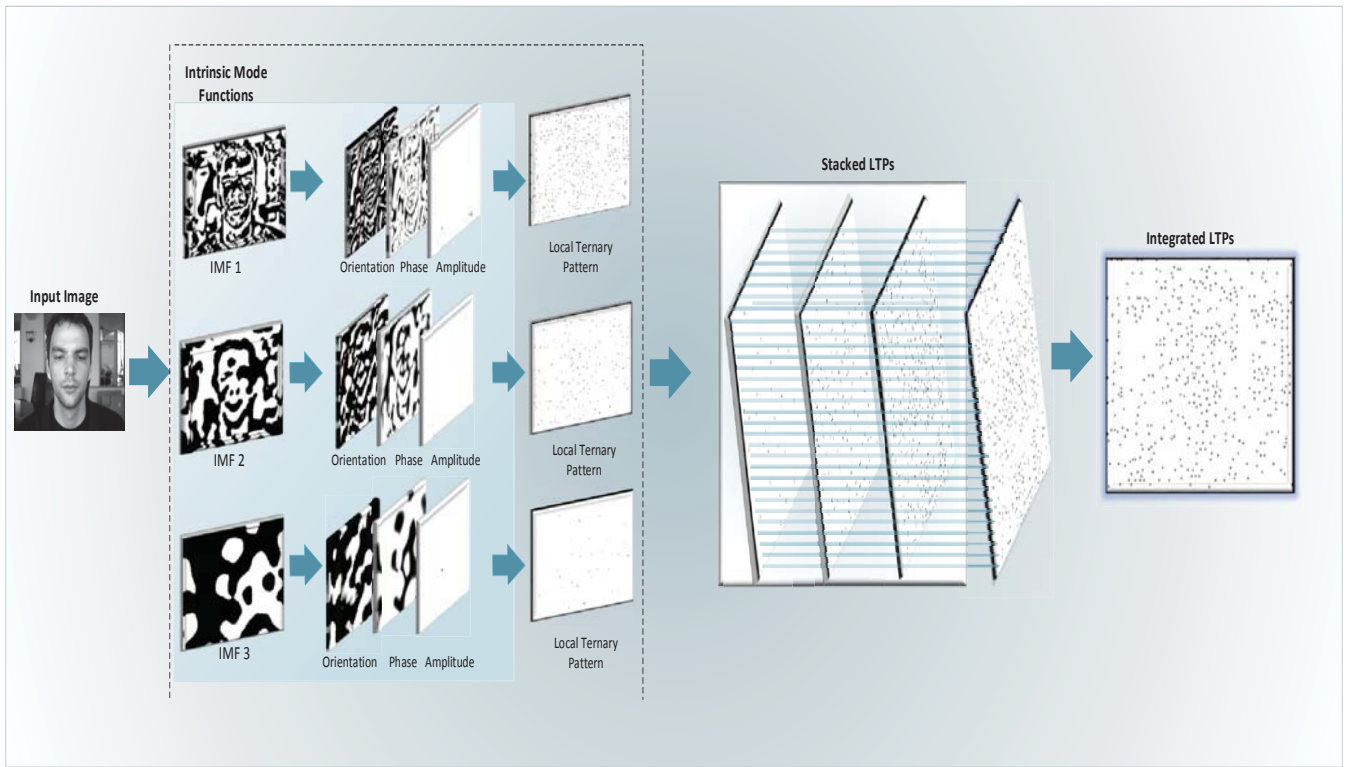 Input Image
Intrinsic Mode
Functions
IMF 1
Orientation Phase Amplitude
Local Ternary
Pattern
IMF 2
Orientation Phase Amplitude
Local Ternary
Pattern
IMF 3
Orientation Phase Amplitude
Local Ternary
Pattern
Stacked LTPs
Integrated LTPs